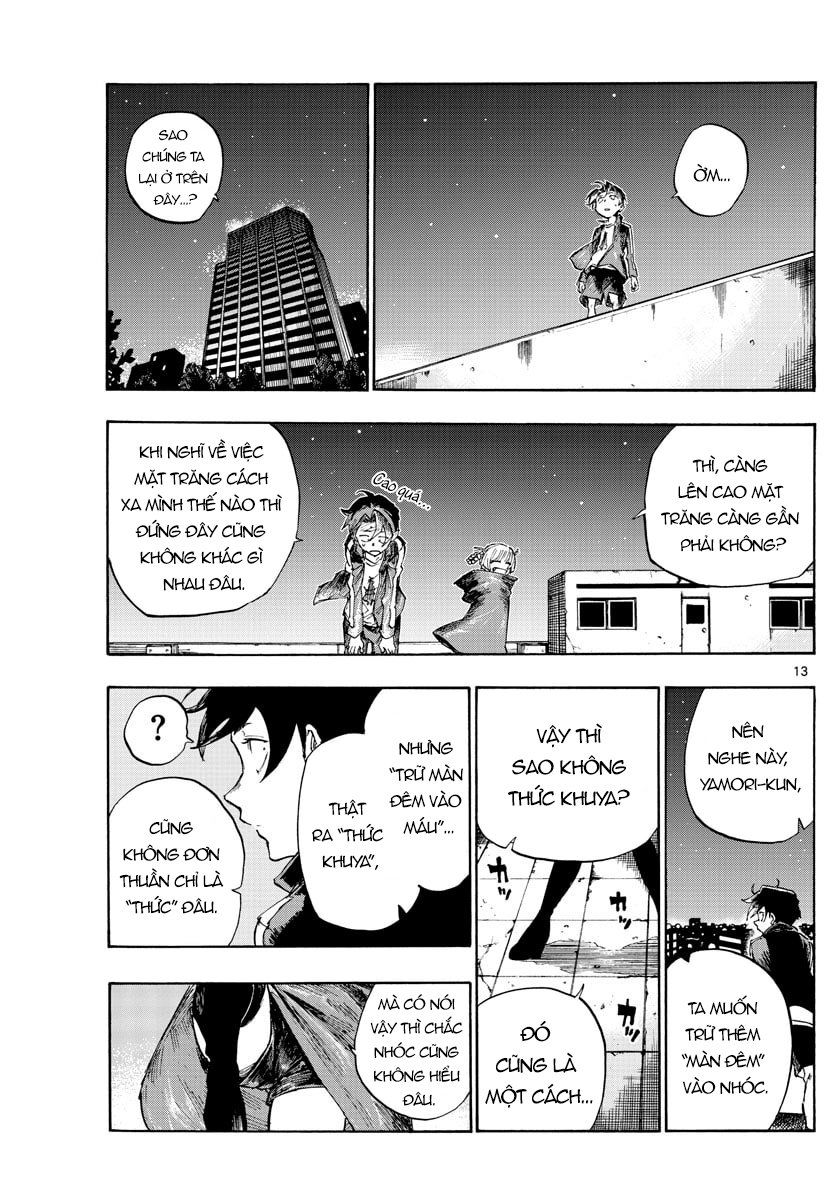 ỜM...
SAO
CHÚNG TA
LẠI Ở TRÊN
ĐÂY...?
THÌ, CÀNG
LÊN CAO MẶT
TRĂNG CÀNG GẦN
PHẢI KHÔNG?
Cao quá...
KHI NGHĨ VỀ VIỆC
MẶT TRĂNG CÁCH
XA MÌNH THẾ NÀO THÌ
ĐỨNG ĐÂY CŨNG
KHÔNG KHÁC GÌ
NHAU ĐÂU.
13
NÊN
NGHE NÀY,
YAMORI-KUN,
TA MUỐN
TRỮ THÊM
“MÀN ĐÊM”
VÀO NHÓC.
VẬY THÌ
SAO KHÔNG
THỨC KHUYA?
カッ
カッ
ĐÓ
CŨNG LÀ
MỘT CÁCH...
NHƯNG
“TRỮ MÀN
ĐÊM VÀO
MÁU”...
THẬT
RA “THỨC
KHUYA”,
?
CŨNG
KHÔNG ĐƠN
THUẦN CHỈ LÀ
“THỨC” ĐÂU.
MÀ CÓ NÓI
VẬY THÌ CHẮC
NHÓC CŨNG
KHÔNG HIỂU
ĐÂU.